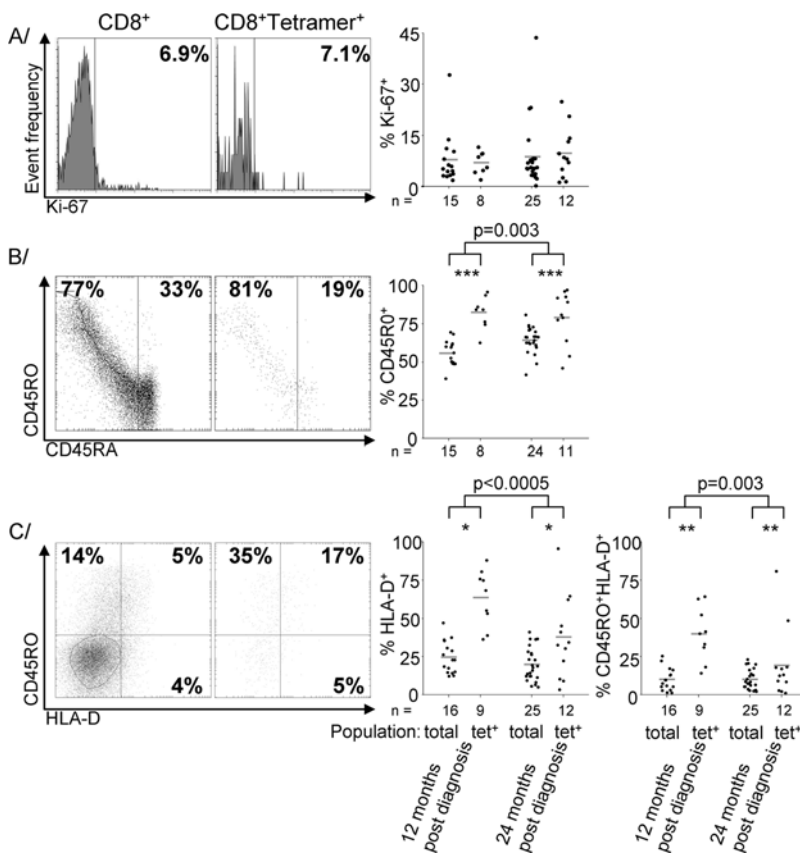 CD8⁺ CD8⁺Tetramer⁺
A/
6.9% 7.1%
Event frequency
Ki-67
% Ki-67⁺
45
30
15
0
n = 15 8 25 12
B/
77% 33% 81% 19%
CD45RO
CD45RA
p=0.003
*** ***
% CD45R0⁺
100
75
50
25
0
n = 15 8 24 11
C/
14% 5% 35% 17%
4% 5%
CD45RO
HLA-D
p<0.0005
* *
% HLA-D⁺
100
75
50
25
0
n = 16 9 25 12
Population: total tet⁺ total tet⁺
12 months
post diagnosis
24 months
post diagnosis
p=0.003
** **
% CD45RO⁺HLA-D⁺
100
75
50
25
0
16 9 25 12
total tet⁺ total tet⁺
12 months
post diagnosis
24 months
post diagnosis